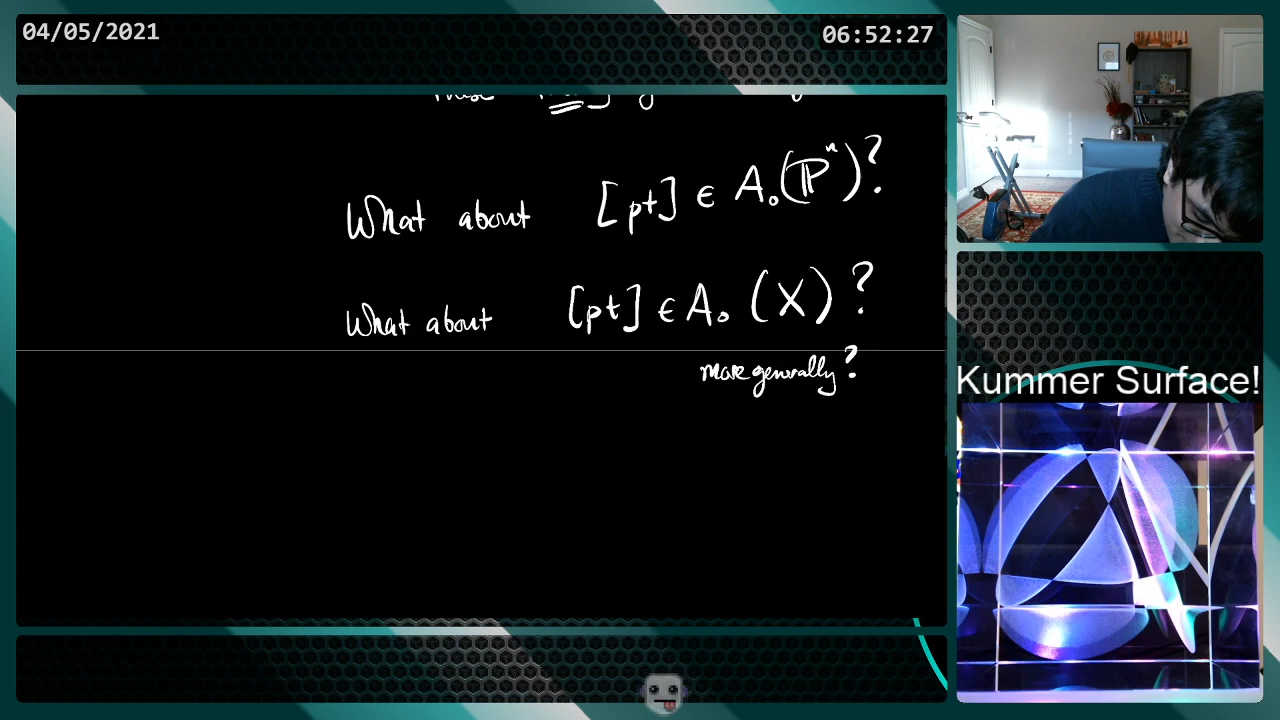 04/05/2021
06:52:27
What about [pt] ∈ A₀(ℙⁿ)?
What about [pt] ∈ A₀(X)?
more generally?
Kummer Surface!